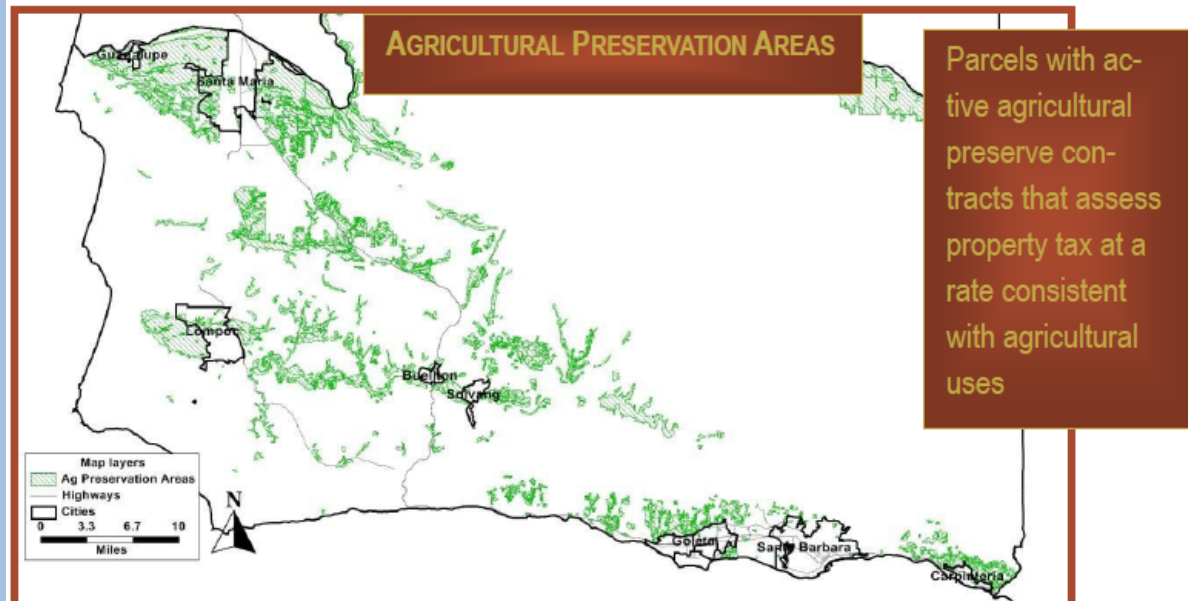 AGRICULTURAL PRESERVATION AREAS
Parcels with ac-
tive agricultural
preserve con-
tracts that assess
property tax at a
rate consistent
with agricultural
uses
Guadalupe
Santa Maria
Lompoc
Buellton
Solvang
Goleta
Santa Barbara
Carpinteria
Map layers
Ag Preservation Areas
Highways
Cities
0 3.3 6.7 10
Miles
N